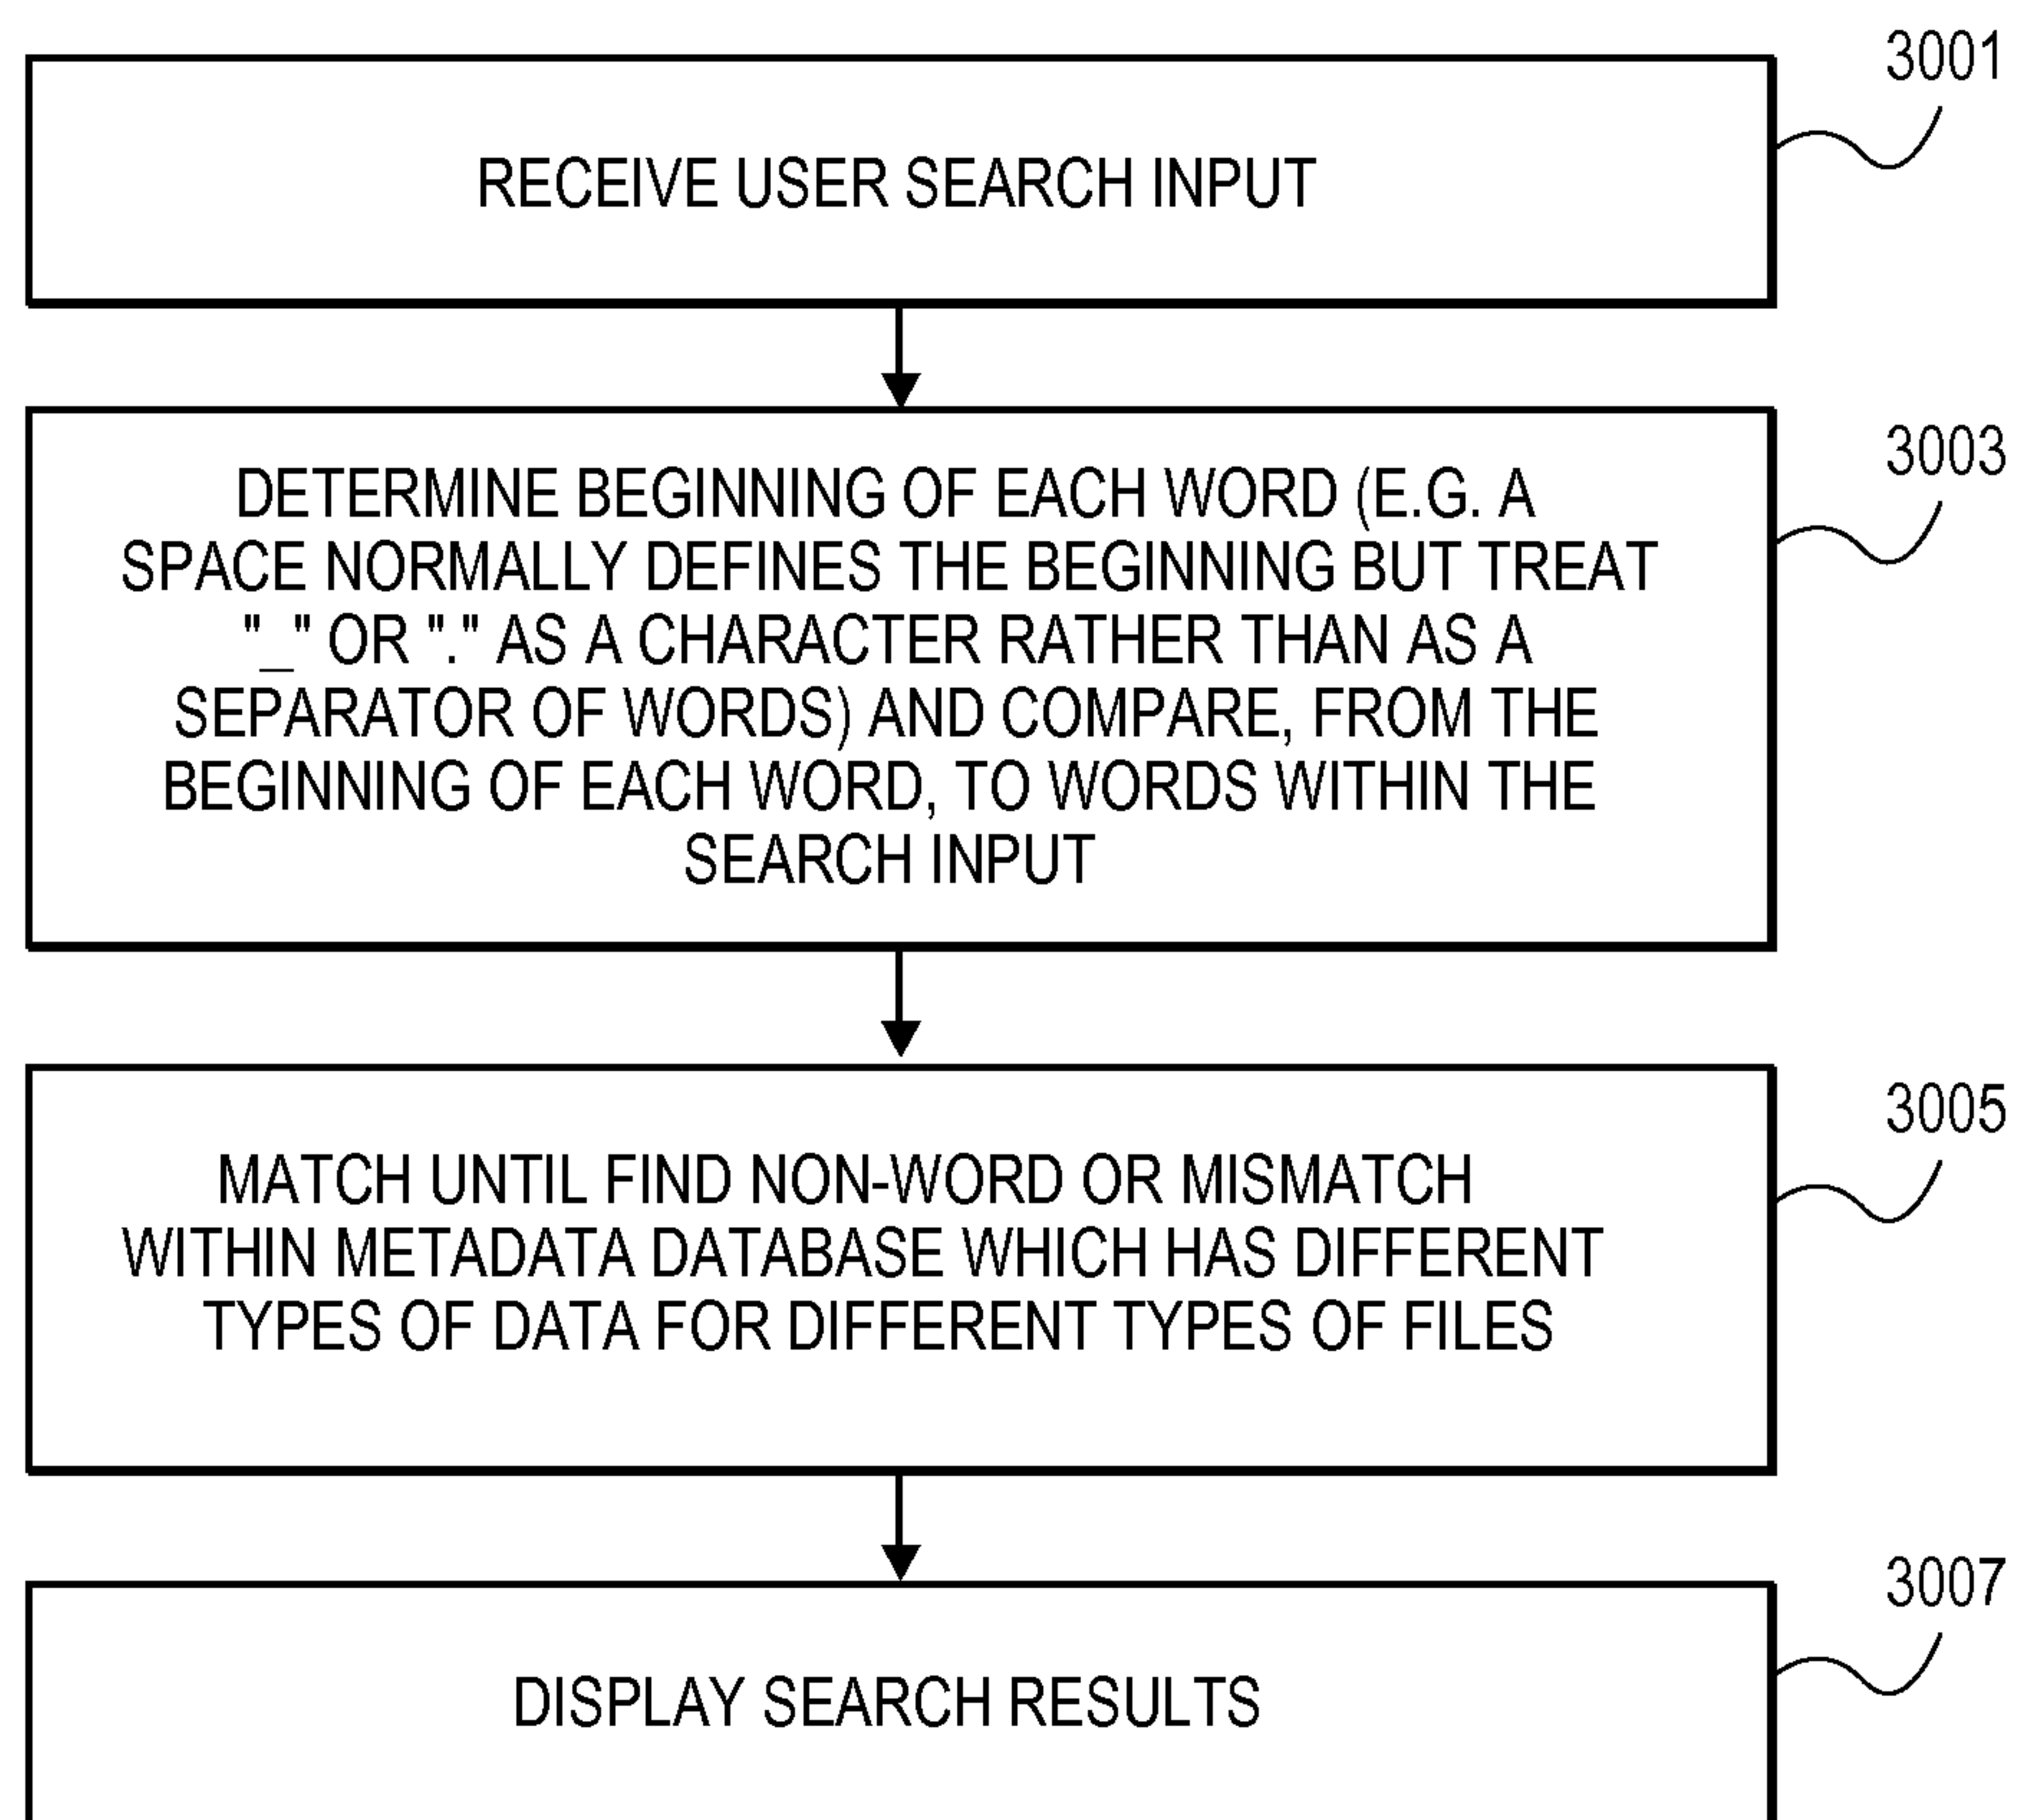 3001
RECEIVE USER SEARCH INPUT
3003
DETERMINE BEGINNING OF EACH WORD (E.G. A
SPACE NORMALLY DEFINES THE BEGINNING BUT TREAT
"_" OR "." AS A CHARACTER RATHER THAN AS A
SEPARATOR OF WORDS) AND COMPARE, FROM THE
BEGINNING OF EACH WORD, TO WORDS WITHIN THE
SEARCH INPUT
3005
MATCH UNTIL FIND NON-WORD OR MISMATCH
WITHIN METADATA DATABASE WHICH HAS DIFFERENT
TYPES OF DATA FOR DIFFERENT TYPES OF FILES
3007
DISPLAY SEARCH RESULTS